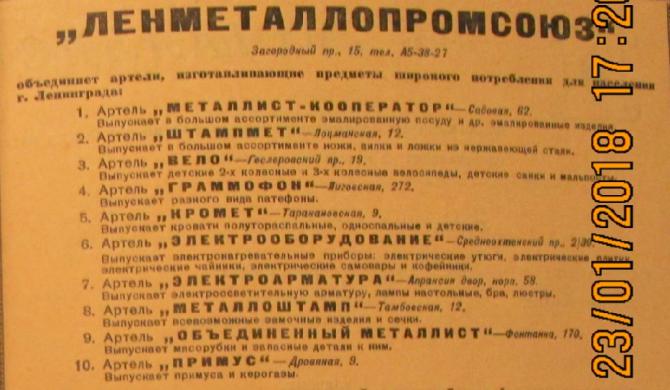 „ЛЕНМЕТАЛЛОПРОМСОЮЗ"
Загородный пр., 15, тел. А5-38-27
объединяет артели, изготавливающие предметы широкого потребления для населения
г. Ленинграда:
1. Артель „МЕТАЛЛИСТ-КООПЕРАТОР"—Садовая, 62.
Выпускает в большом ассортименте эмалированную посуду и др. эмалированные изделия.
2. Артель „ШТАМПМЕТ"—Лоцманская, 12.
Выпускает в большом ассортименте ножи, вилки и ложки из нержавеющей стали.
3. Артель „ВЕЛО"—Геслеровский пр., 19.
Выпускает детские 2-х колесные и 3-х колесные велосипеды, детские санки и мальпосты.
4. Артель „ГРАММОФОН"—Лиговская, 272.
Выпускает разного вида патефоны.
5. Артель „КРОМЕТ"—Таракановская, 9.
Выпускает кровати полутораспальные, односпальные и детские.
6. Артель „ЭЛЕКТРООБОРУДОВАНИЕ"—Среднеохтенский пр., 2/30.
Выпускает электронагревательные приборы: электрические утюги, электрические плитки
электрические чайники, электрические самовары и кофейники.
7. Артель „ЭЛЕКТРОАРМАТУРА"—Апраксин двор, корп. 58.
Выпускает электроосветительную арматуру, лампы настольные, бра, люстры.
8. Артель „МЕТАЛЛОШТАМП"—Тамбовская, 12.
Выпускает всевозможные замочные изделия и сечки.
9. Артель „ОБЪЕДИНЕННЫЙ МЕТАЛЛИСТ"—Фонтанка, 170.
Выпускает мясорубки и запасные детали к ним.
10. Артель „ПРИМУС"—Дровяная, 9.
Выпускает примуса и керогазы.
23/01/2018 17:20